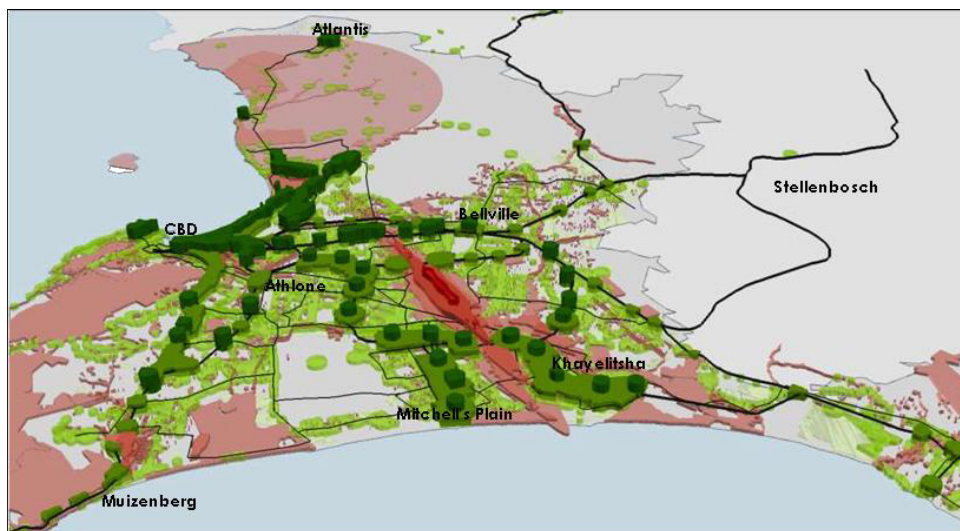 Atlantis
Stellenbosch
Bellville
CBD
Athlone
Khayelitsha
Mitchell's Plain
Muizenberg